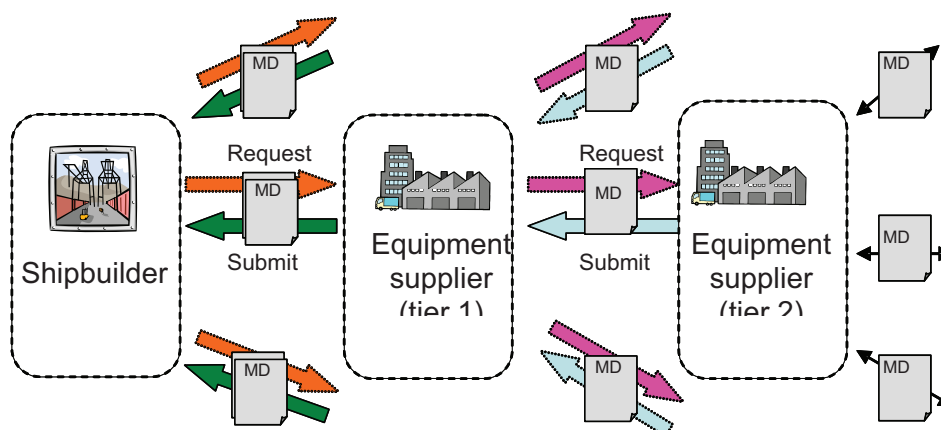 MD
MD
MD
Request
Request
MD
MD
MD
Submit
Submit
Shipbuilder
Equipment
supplier
(tier 1)
Equipment
supplier
(tier 2)
MD
MD
MD